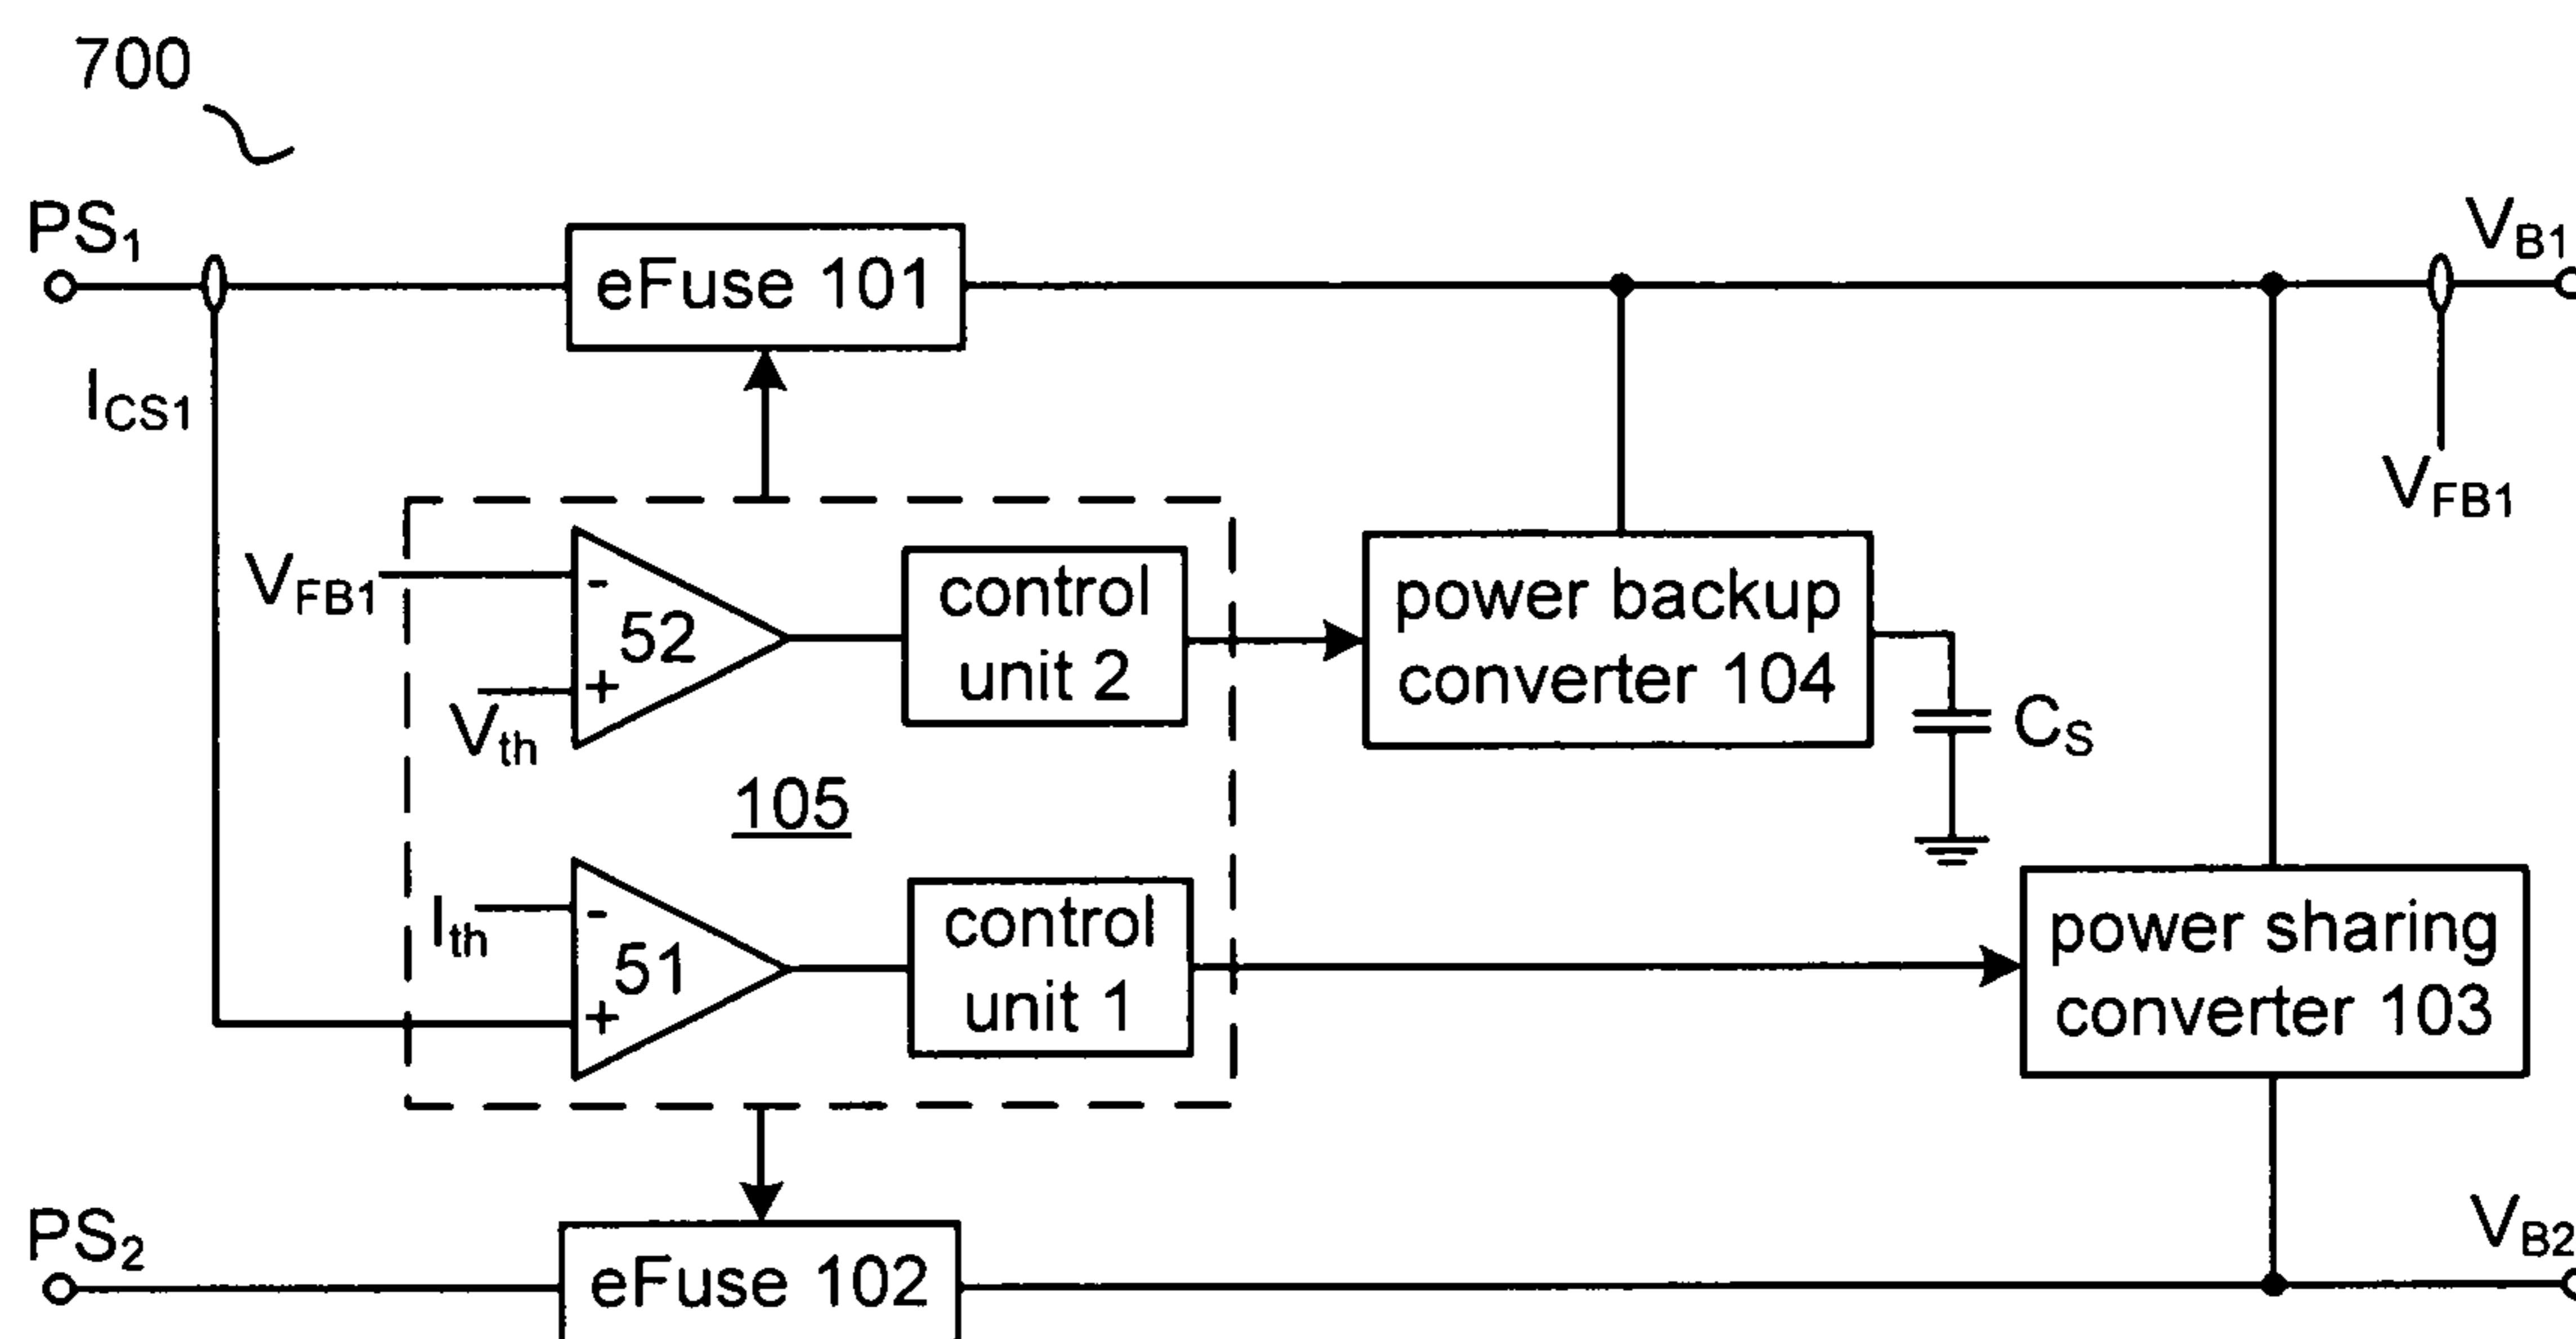 700
PS1
eFuse 101
VB1
ICS1
VFB1
VFB1
-
52
+
Vth
control
unit 2
power backup
converter 104
CS
105
Ith
-
51
+
control
unit 1
power sharing
converter 103
PS2
eFuse 102
VB2